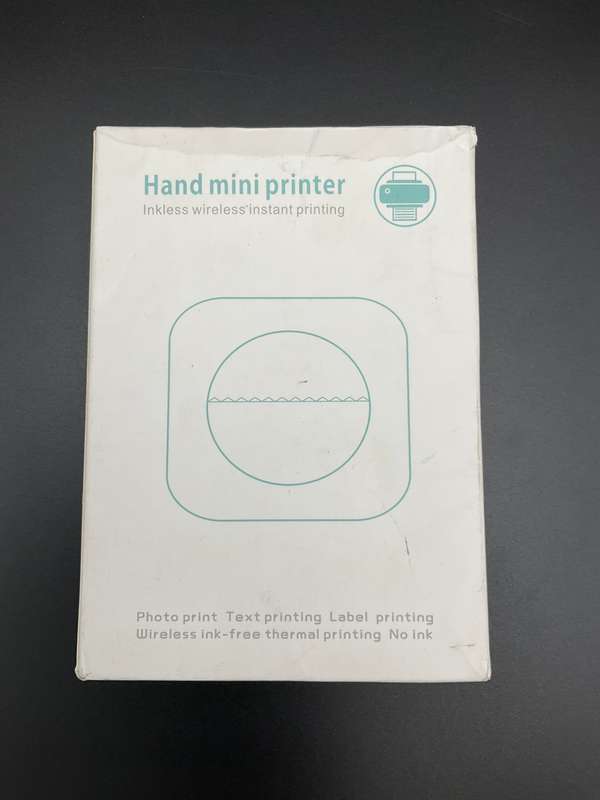 Hand mini printer
Inkless wireless'instant printing
Photo print Text printing Label printing
Wireless ink-free thermal printing No ink